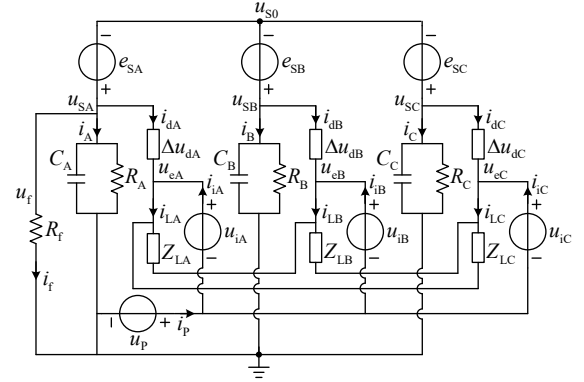 u_S0
− − −
e_SA e_SB e_SC
+ + +
u_SA u_SB u_SC
i_dA i_dB i_dC
i_A i_B i_C
C_A R_A Δu_dA C_B R_B Δu_dB C_C R_C Δu_dC
u_eA u_eB u_eC
i_iA i_iB i_iC
u_f
R_f
i_LA i_LB i_LC
+ + +
u_iA u_iB u_iC
Z_LA Z_LB Z_LC
− − −
i_f
− + i_P
u_P